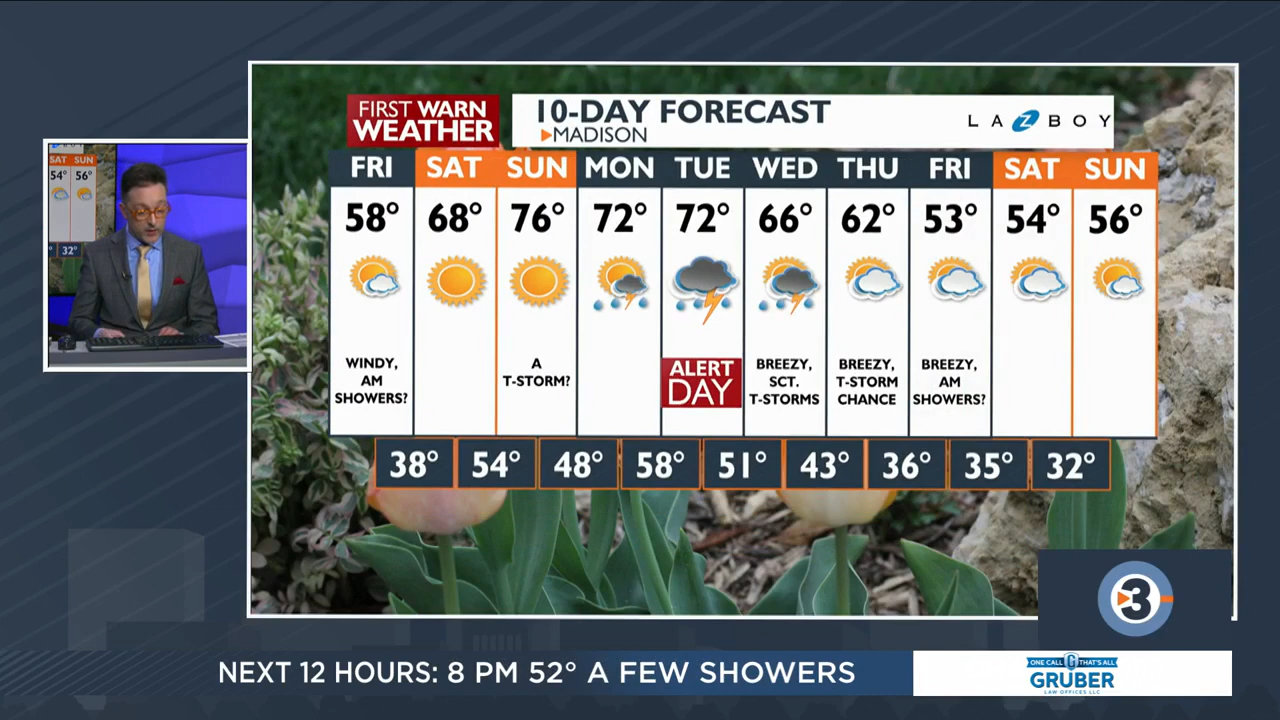 FIRST WARN
WEATHER
10-DAY FORECAST
MADISON
LA Z BOY
FRI SAT SUN MON TUE WED THU FRI SAT SUN
58° 68° 76° 72° 72° 66° 62° 53° 54° 56°
WINDY,
AM
SHOWERS?
A
T-STORM?
ALERT
DAY
BREEZY,
SCT.
T-STORMS
BREEZY,
T-STORM
CHANCE
BREEZY,
AM
SHOWERS?
38° 54° 48° 58° 51° 43° 36° 35° 32°
SAT SUN
54° 56°
32°
3
NEXT 12 HOURS: 8 PM 52° A FEW SHOWERS
ONE CALL G THAT'S ALL
GRUBER
LAW OFFICES LLC